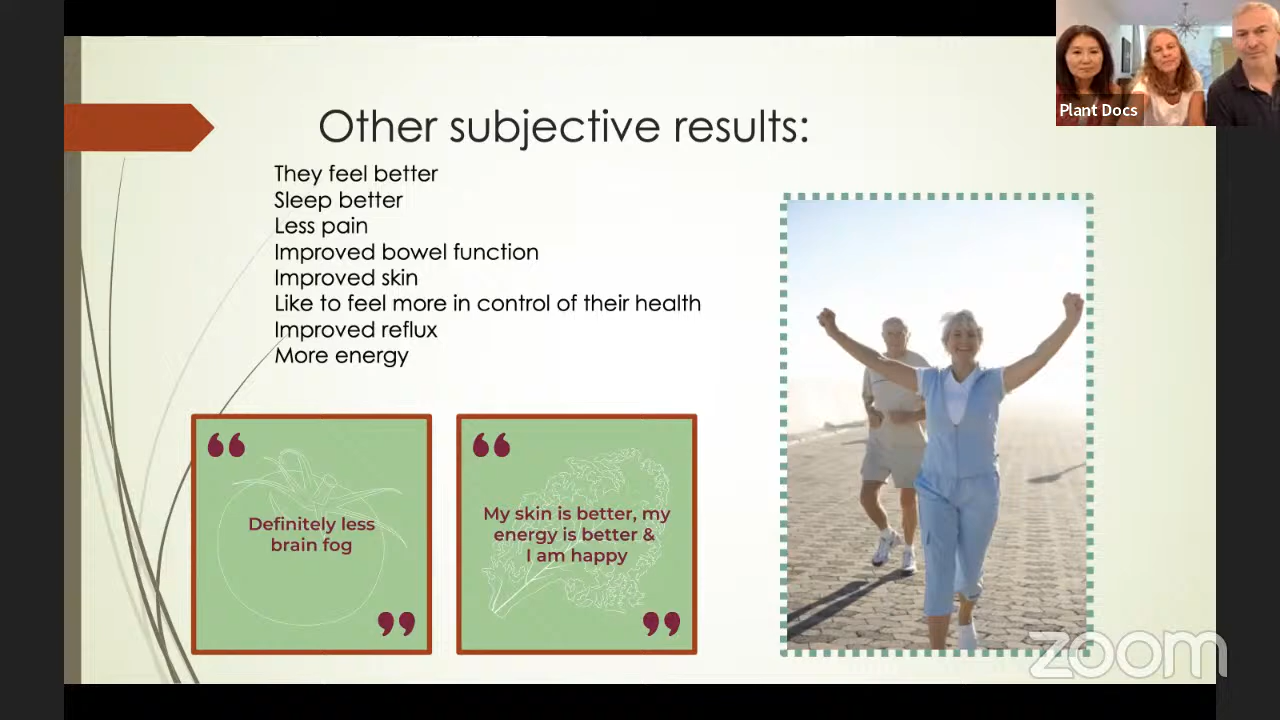 Plant Docs
Other subjective results:
They feel better
Sleep better
Less pain
Improved bowel function
Improved skin
Like to feel more in control of their health
Improved reflux
More energy
“
Definitely less
brain fog
”
“
My skin is better, my
energy is better &
I am happy
”
zoom